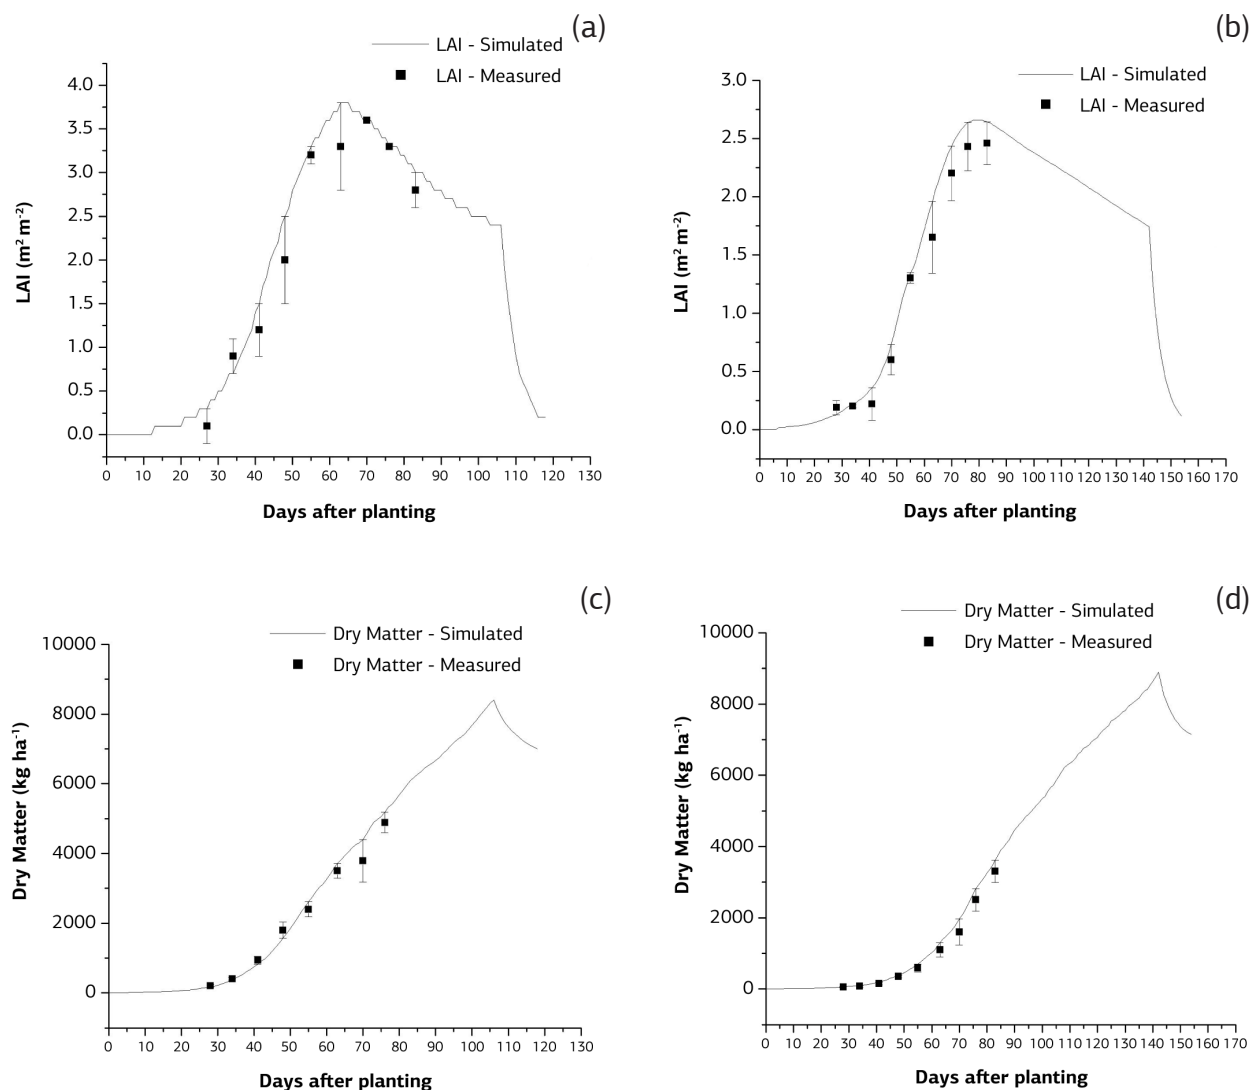 (a)
LAI - Simulated
LAI - Measured
4.0
3.5
3.0
2.5
2.0
1.5
1.0
0.5
0.0
LAI (m² m⁻²)
0 10 20 30 40 50 60 70 80 90 100 110 120 130
Days after planting
(b)
LAI - Simulated
LAI - Measured
3.0
2.5
2.0
1.5
1.0
0.5
0.0
LAI (m² m⁻²)
0 10 20 30 40 50 60 70 80 90 100 110 120 130 140 150 160 170
Days after planting
(c)
Dry Matter - Simulated
Dry Matter - Measured
10000
8000
6000
4000
2000
0
Dry Matter (kg ha⁻¹)
0 10 20 30 40 50 60 70 80 90 100 110 120 130
Days after planting
(d)
Dry Matter - Simulated
Dry Matter - Measured
10000
8000
6000
4000
2000
0
Dry Matter (kg ha⁻¹)
0 10 20 30 40 50 60 70 80 90 100 110 120 130 140 150 160 170
Days after planting